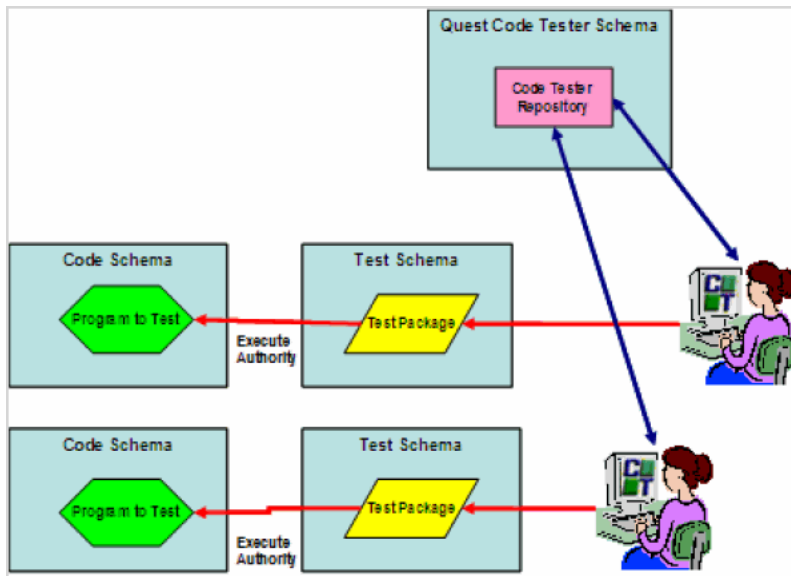 Quest Code Tester Schema
Code Tester
Repository
Code Schema
Test Schema
Program to Test
Test Package
Execute
Authority
Code Schema
Test Schema
Program to Test
Test Package
Execute
Authority